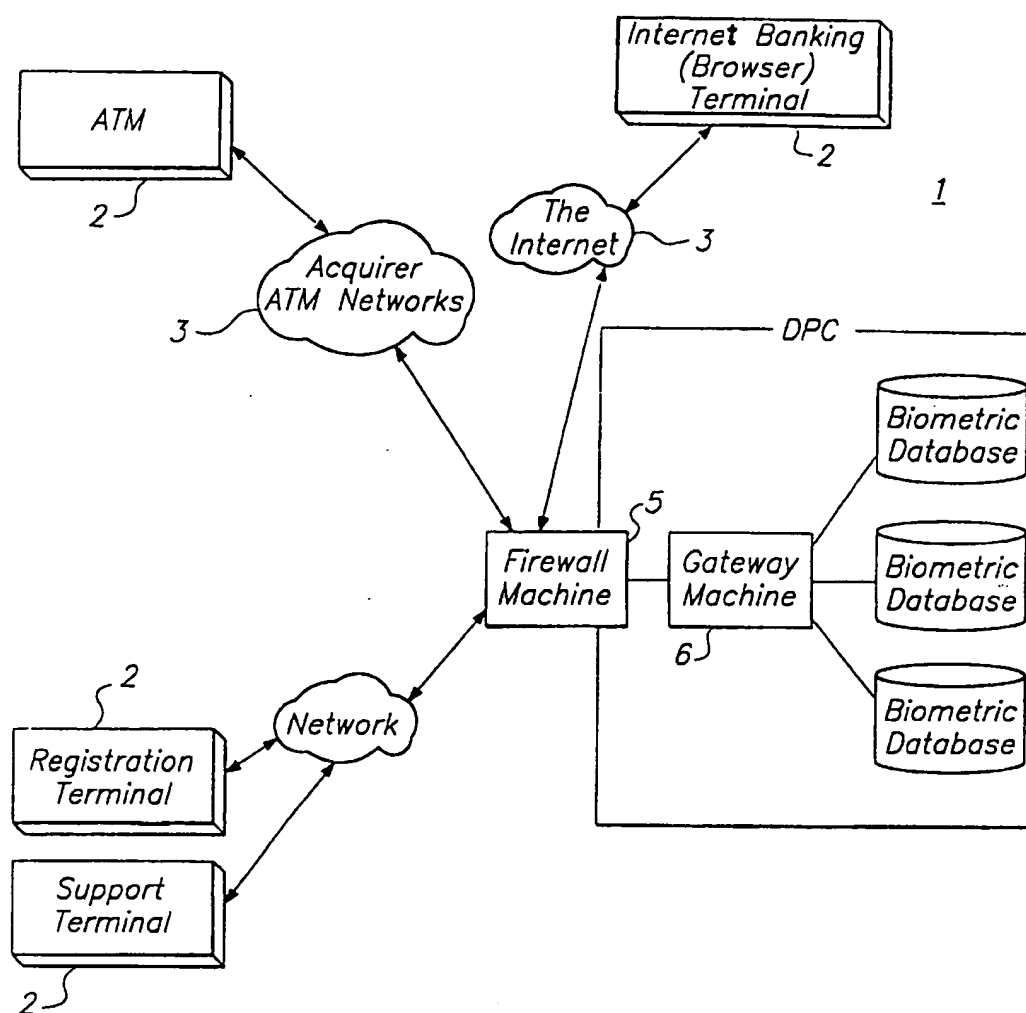 Internet Banking
(Browser)
Terminal
2
ATM
2
1
The
Internet
3
Acquirer
ATM Networks
3
DPC
Biometric
Database
5
Firewall
Machine
Gateway
Machine
6
Biometric
Database
Biometric
Database
Network
2
Registration
Terminal
Support
Terminal
2